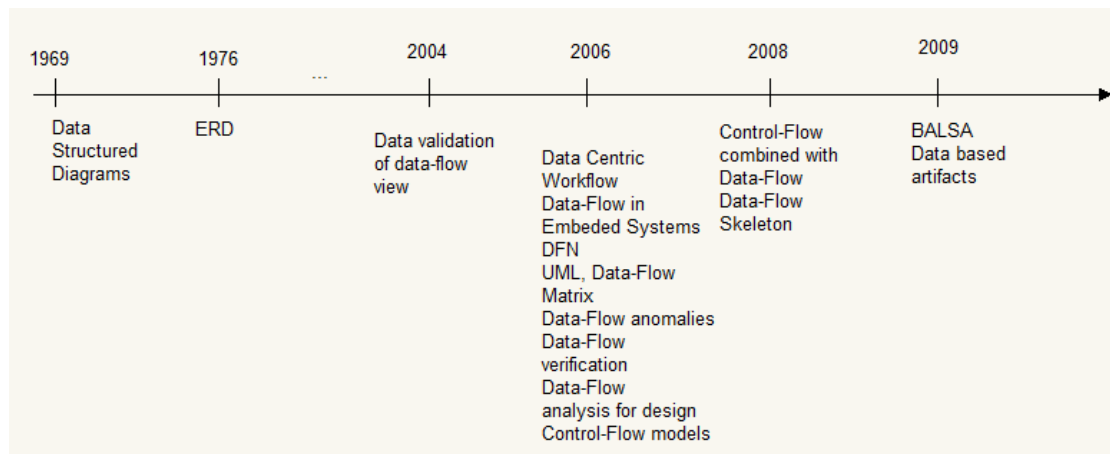 1969
1976
...
2004
2006
2008
2009
Data
Structured
Diagrams
ERD
Data validation
of data-flow
view
Data Centric
Workflow
Data-Flow in
Embeded Systems
DFN
UML, Data-Flow
Matrix
Data-Flow anomalies
Data-Flow
verification
Data-Flow
analysis for design
Control-Flow models
Control-Flow
combined with
Data-Flow
Data-Flow
Skeleton
BALSA
Data based
artifacts